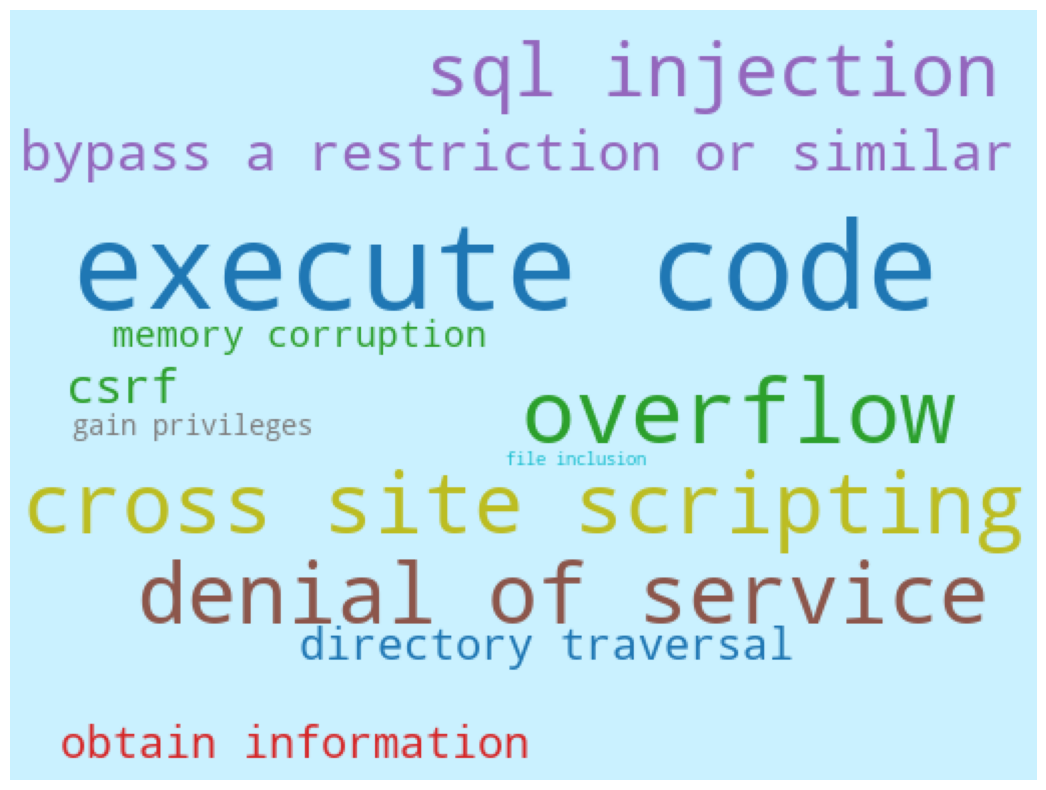 sql injection
bypass a restriction or similar
execute code
memory corruption
csrf
overflow
gain privileges
file inclusion
cross site scripting
denial of service
directory traversal
obtain information